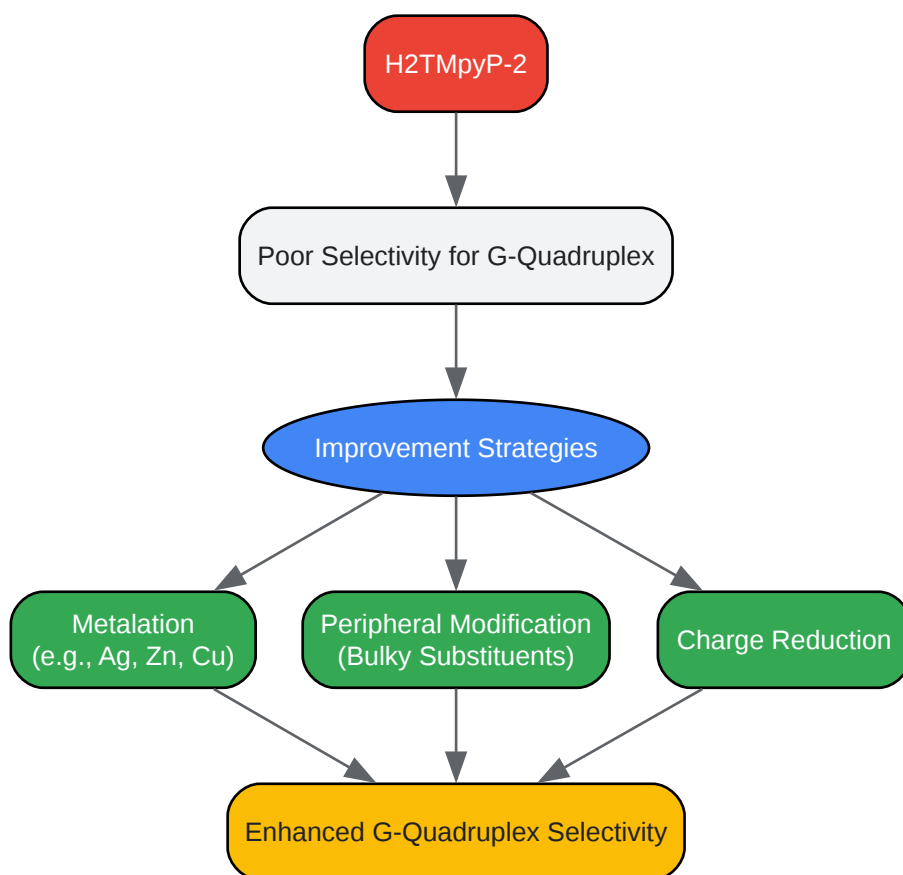 H2TMpyP-2
Poor Selectivity for G-Quadruplex
Improvement Strategies
Metalation
(e.g., Ag, Zn, Cu)
Peripheral Modification
(Bulky Substituents)
Charge Reduction
Enhanced G-Quadruplex Selectivity